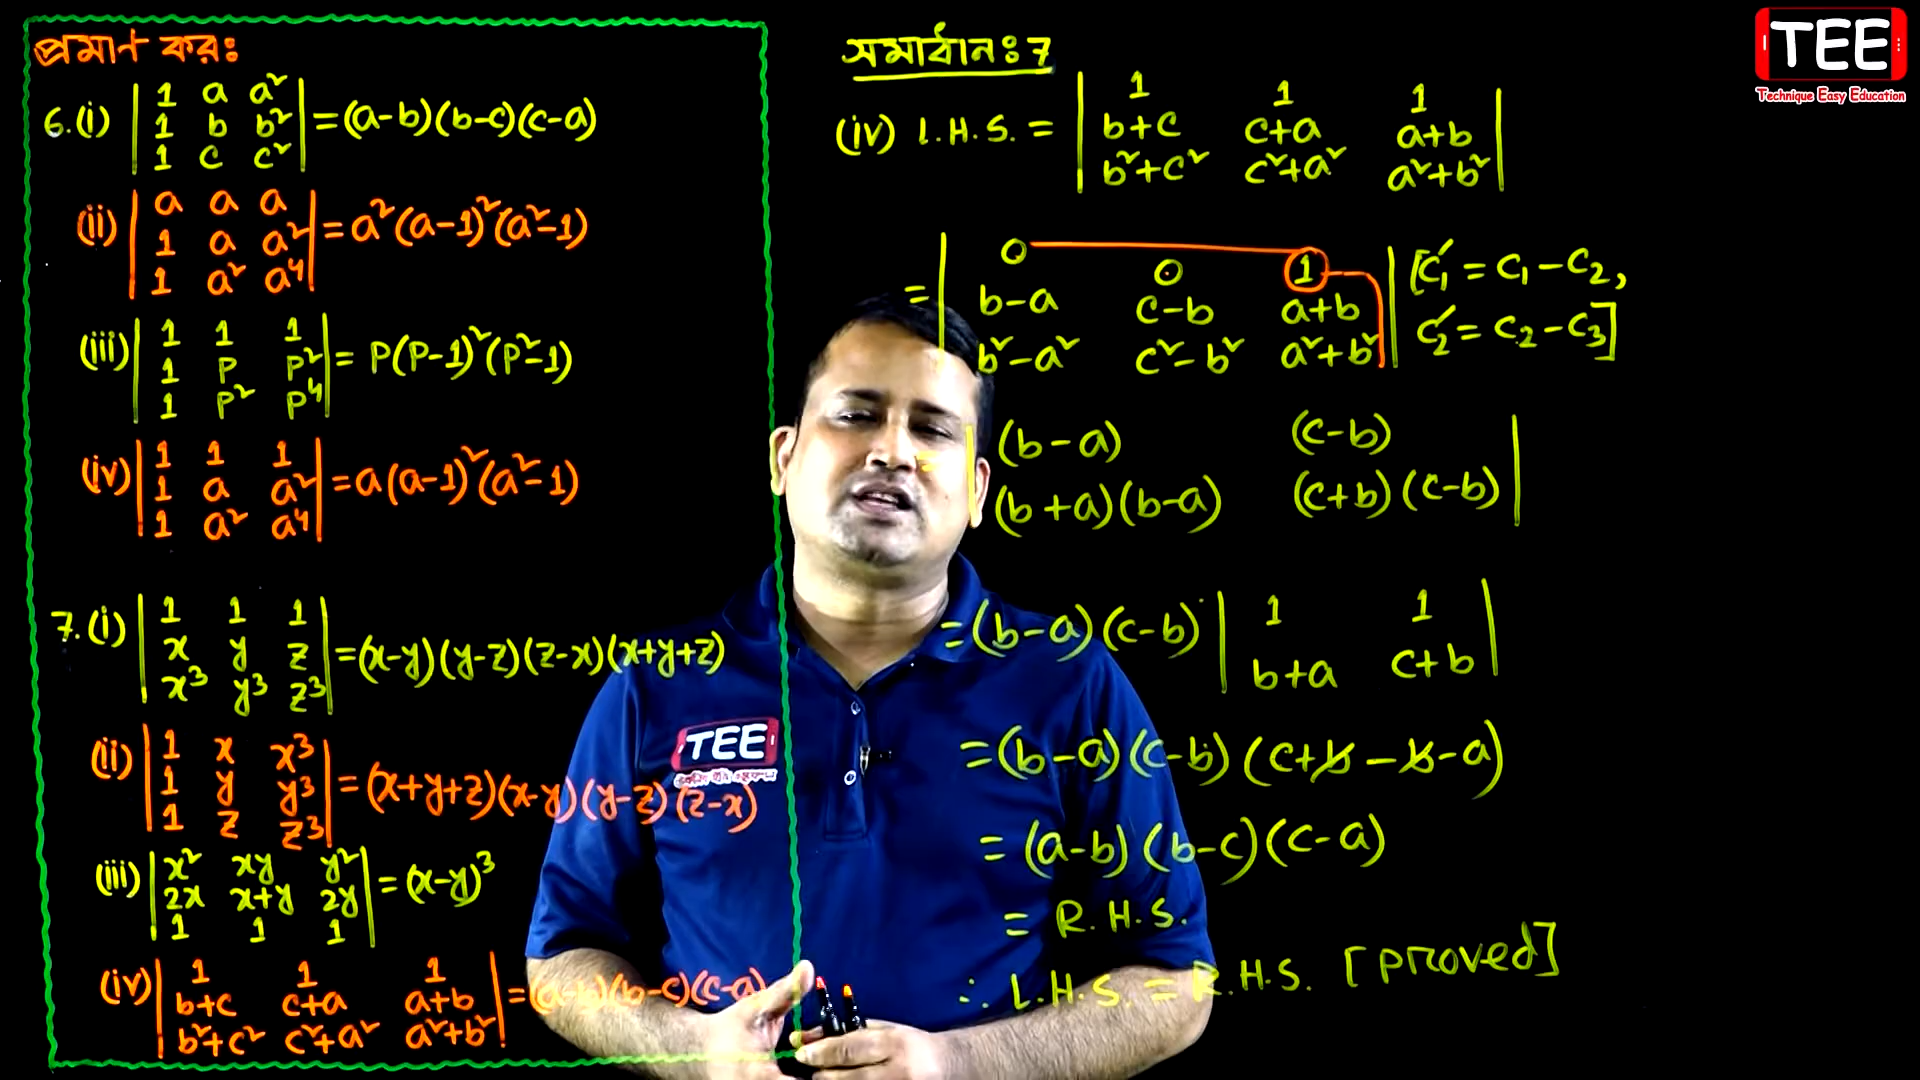 প্রমাণ করঃ
6.(i) | 1 a a² |
| 1 b b² | = (a-b)(b-c)(c-a)
| 1 c c² |
(ii) | a a a |
| 1 a a² | = a²(a-1)²(a²-1)
| 1 a² a⁴ |
(iii) | 1 1 1 |
| 1 P P² | = P(P-1)²(P²-1)
| 1 P² P⁴ |
(iv) | 1 1 1 |
| 1 a a² | = a(a-1)²(a²-1)
| 1 a² a⁴ |
7.(i) | 1 1 1 |
| x y z | = (x-y)(y-z)(z-x)(x+y+z)
| x³ y³ z³ |
(ii) | 1 x x³ |
| 1 y y³ | = (x+y+z)(x-y)(y-z)(z-x)
| 1 z z³ |
(iii) | x² xy y² |
| 2x x+y 2y | = (x-y)³
| 1 1 1 |
(iv) | 1 1 1 |
| b+c c+a a+b | = (a-b)(b-c)(c-a)
| b²+c² c²+a² a²+b² |
সমাধানঃ 7
(iv) L.H.S. = | 1 1 1 |
| b+c c+a a+b |
| b²+c² c²+a² a²+b² |
= | 0 0 1 | [C₁′ = C₁-C₂,
| b-a c-b a+b | C₂′ = C₂-C₃]
| b²-a² c²-b² a²+b² |
= | (b-a) (c-b) |
| (b+a)(b-a) (c+b)(c-b) |
= (b-a)(c-b) | 1 1 |
| b+a c+b |
= (b-a)(c-b)(c+b-b-a)
= (a-b)(b-c)(c-a)
= R.H.S.
∴ L.H.S. = R.H.S. [proved]
TEE
Technique Easy Education
TEE